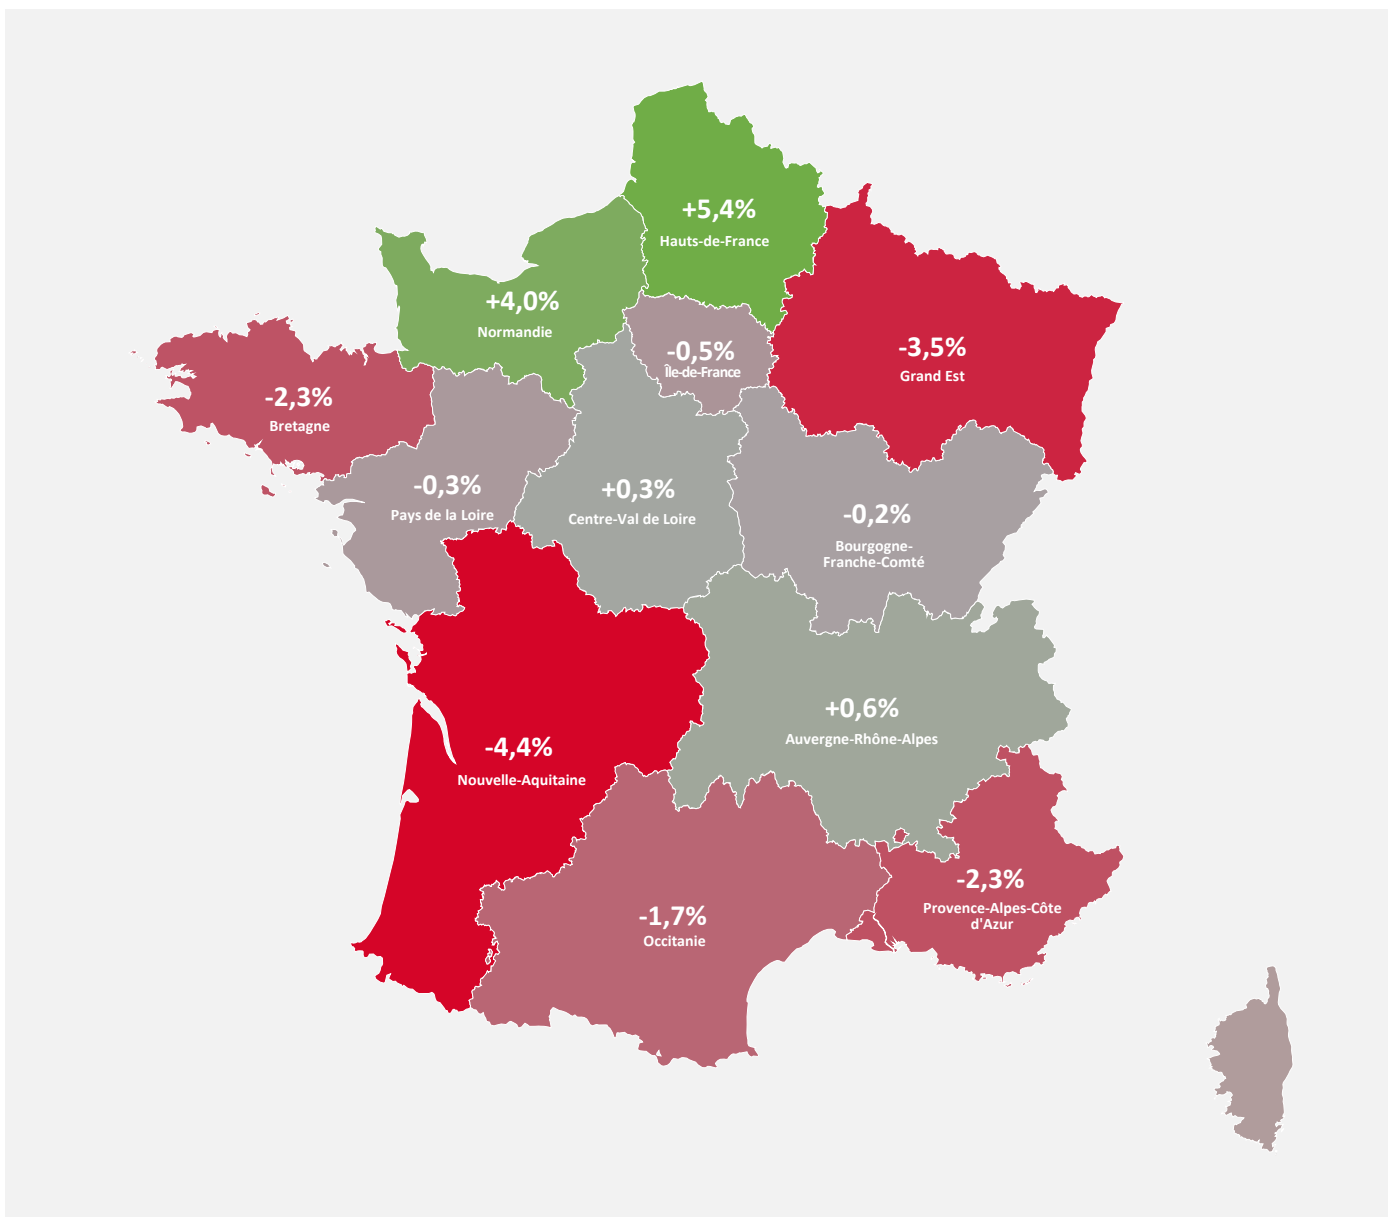 +5,4%
Hauts-de-France
+4,0%
Normandie
-0,5%
Île-de-France
-3,5%
Grand Est
-2,3%
Bretagne
-0,3%
Pays de la Loire
+0,3%
Centre-Val de Loire
-0,2%
Bourgogne-
Franche-Comté
+0,6%
Auvergne-Rhône-Alpes
-4,4%
Nouvelle-Aquitaine
-2,3%
Provence-Alpes-Côte
d'Azur
-1,7%
Occitanie